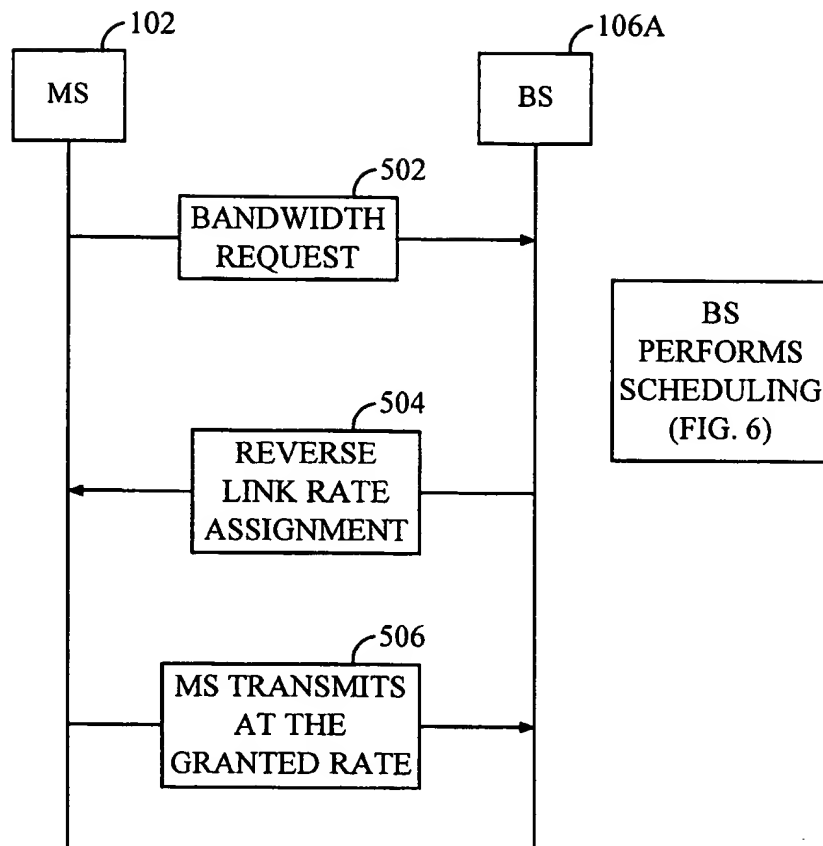 102
106A
MS
BS
502
BANDWIDTH
REQUEST
BS
PERFORMS
SCHEDULING
(FIG. 6)
504
REVERSE
LINK RATE
ASSIGNMENT
506
MS TRANSMITS
AT THE
GRANTED RATE